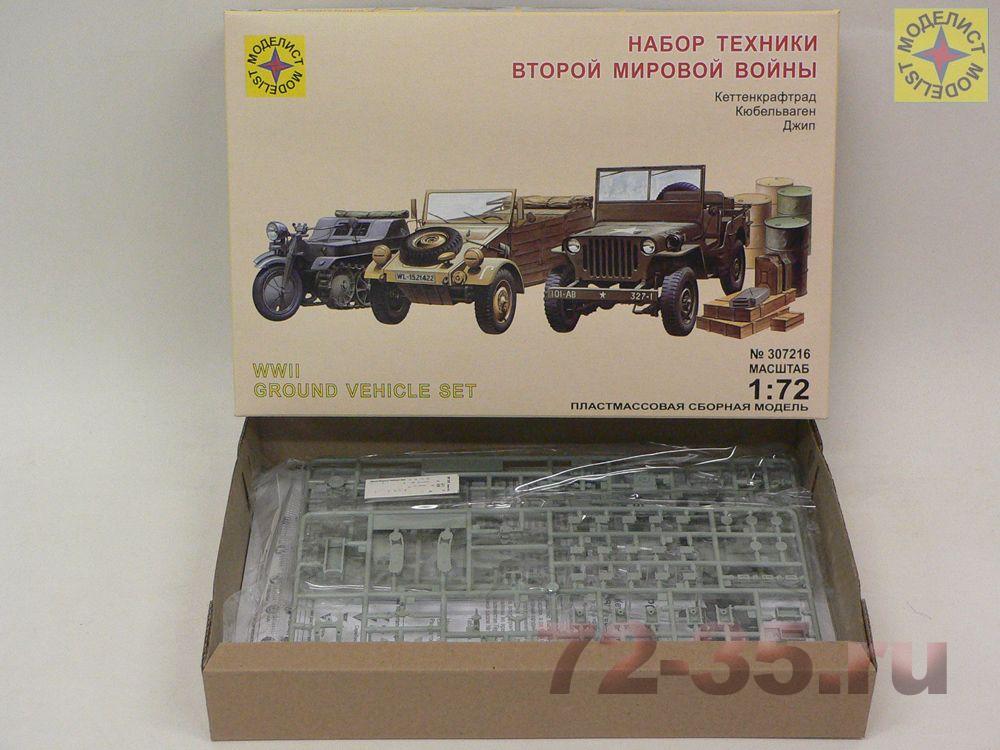 МОДЕЛИСТ
MODELIST
НАБОР ТЕХНИКИ
ВТОРОЙ МИРОВОЙ ВОЙНЫ
Кеттенкрафтрад
Кюбельваген
Джип
МОДЕЛИСТ
MODELIST
WL-1521422
101-AB ★ 327-1
WWII
GROUND VEHICLE SET
№ 307216
МАСШТАБ
1:72
ПЛАСТМАССОВАЯ СБОРНАЯ МОДЕЛЬ
72-35.ru